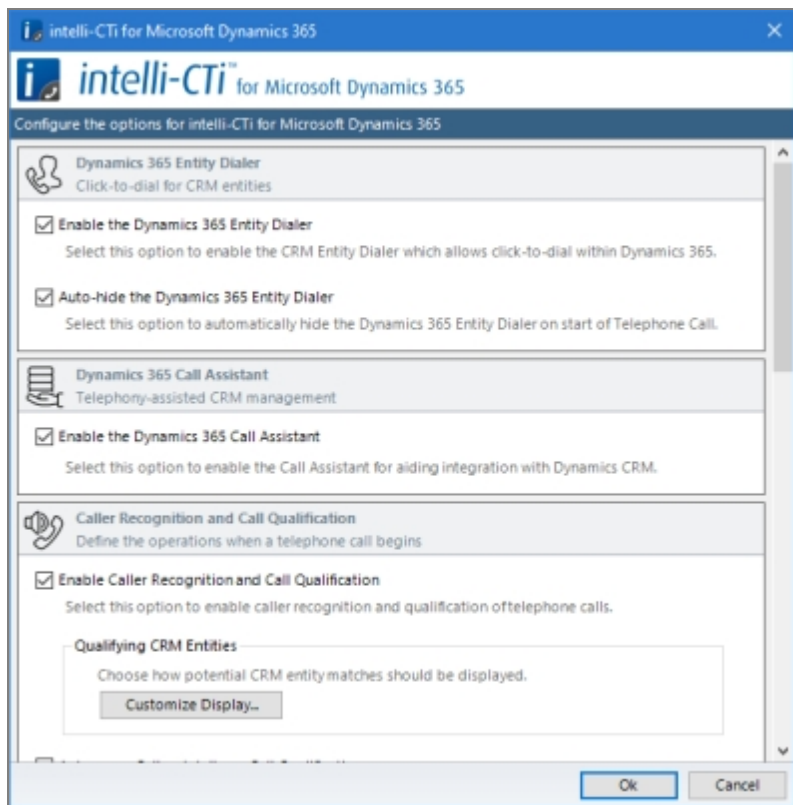 intelli-CTi for Microsoft Dynamics 365
intelli-CTi™ for Microsoft Dynamics 365
Configure the options for intelli-CTi for Microsoft Dynamics 365
Dynamics 365 Entity Dialer
Click-to-dial for CRM entities
Enable the Dynamics 365 Entity Dialer
Select this option to enable the CRM Entity Dialer which allows click-to-dial within Dynamics 365.
Auto-hide the Dynamics 365 Entity Dialer
Select this option to automatically hide the Dynamics 365 Entity Dialer on start of Telephone Call.
Dynamics 365 Call Assistant
Telephony-assisted CRM management
Enable the Dynamics 365 Call Assistant
Select this option to enable the Call Assistant for aiding integration with Dynamics CRM.
Caller Recognition and Call Qualification
Define the operations when a telephone call begins
Enable Caller Recognition and Call Qualification
Select this option to enable caller recognition and qualification of telephone calls.
Qualifying CRM Entities
Choose how potential CRM entity matches should be displayed.
Customize Display...
Ok Cancel